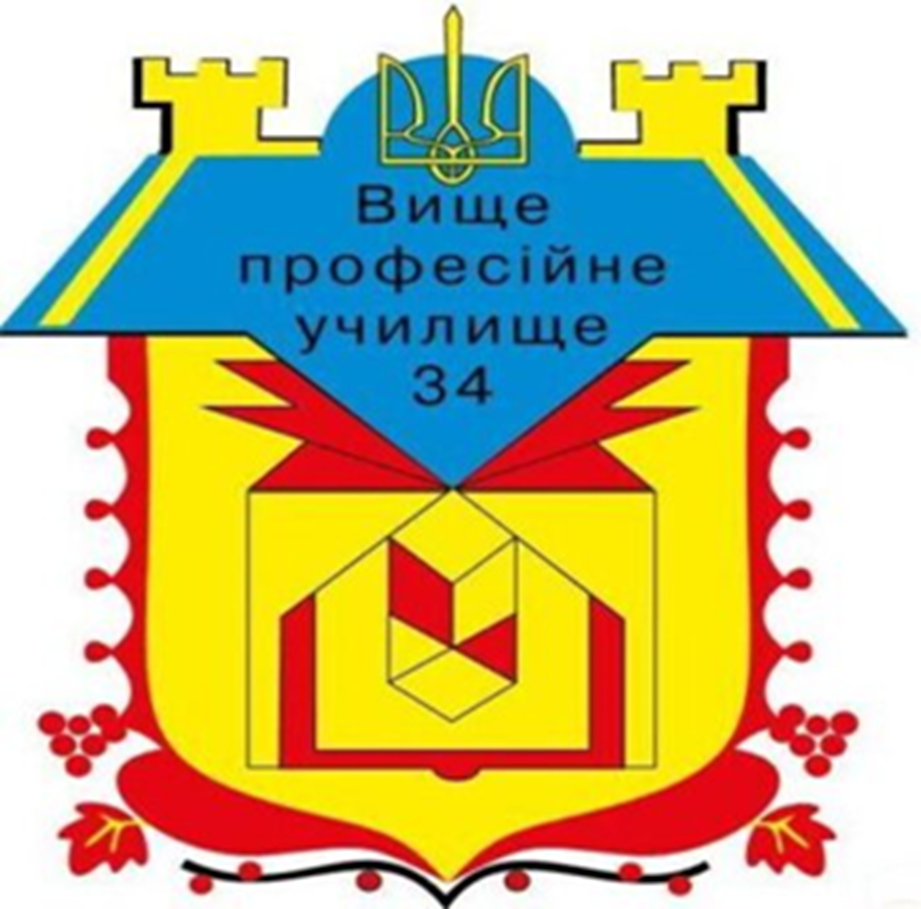 Вище
професійне
училище
34